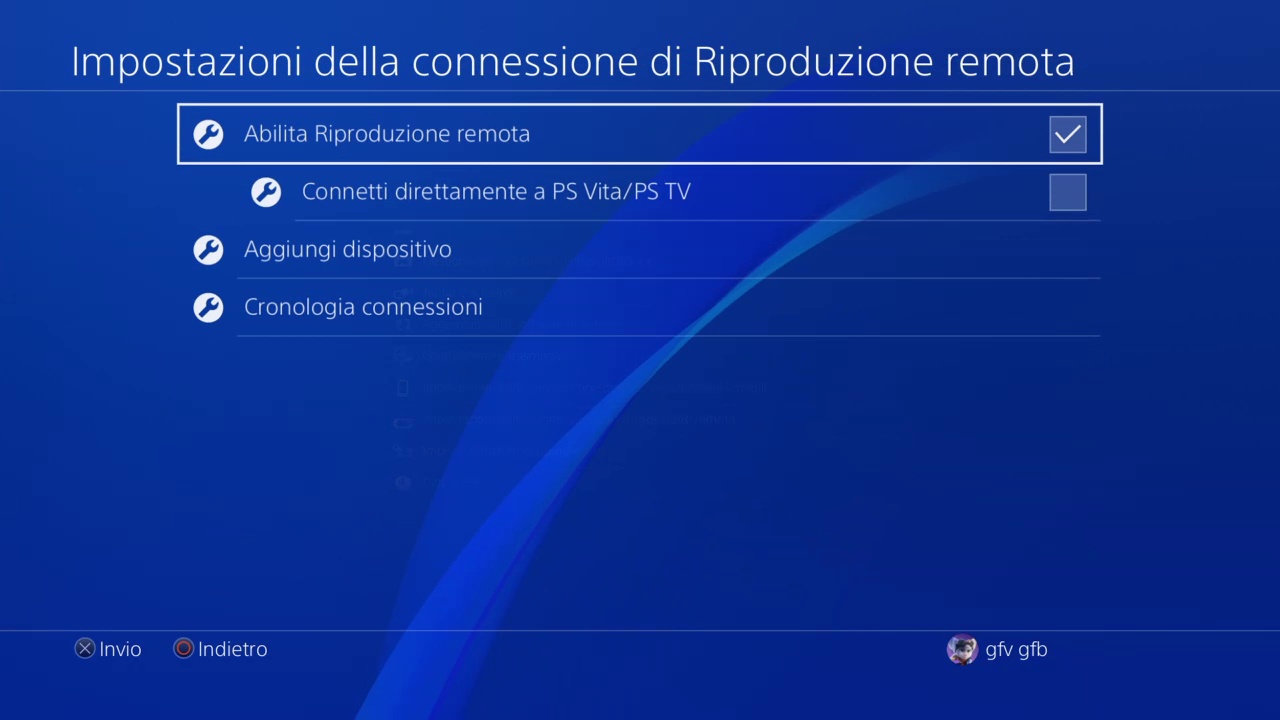 Impostazioni della connessione di Riproduzione remota
Abilita Riproduzione remota
Connetti direttamente a PS Vita/PS TV
Aggiungi dispositivo
Cronologia connessioni
Invio
Indietro
gfv gfb